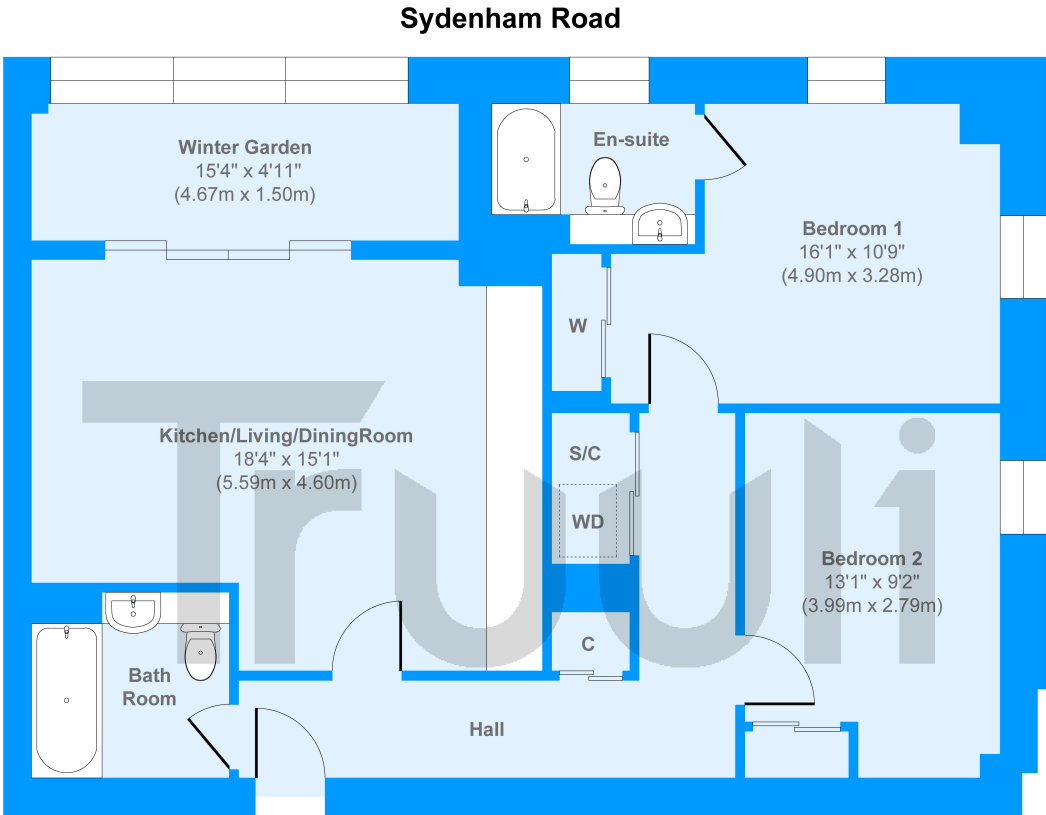 Sydenham Road
Winter Garden
15'4" x 4'11"
(4.67m x 1.50m)
En-suite
Bedroom 1
16'1" x 10'9"
(4.90m x 3.28m)
W
Kitchen/Living/DiningRoom
18'4" x 15'1"
(5.59m x 4.60m)
S/C
WD
Bedroom 2
13'1" x 9'2"
(3.99m x 2.79m)
C
Bath
Room
Hall
Truuli